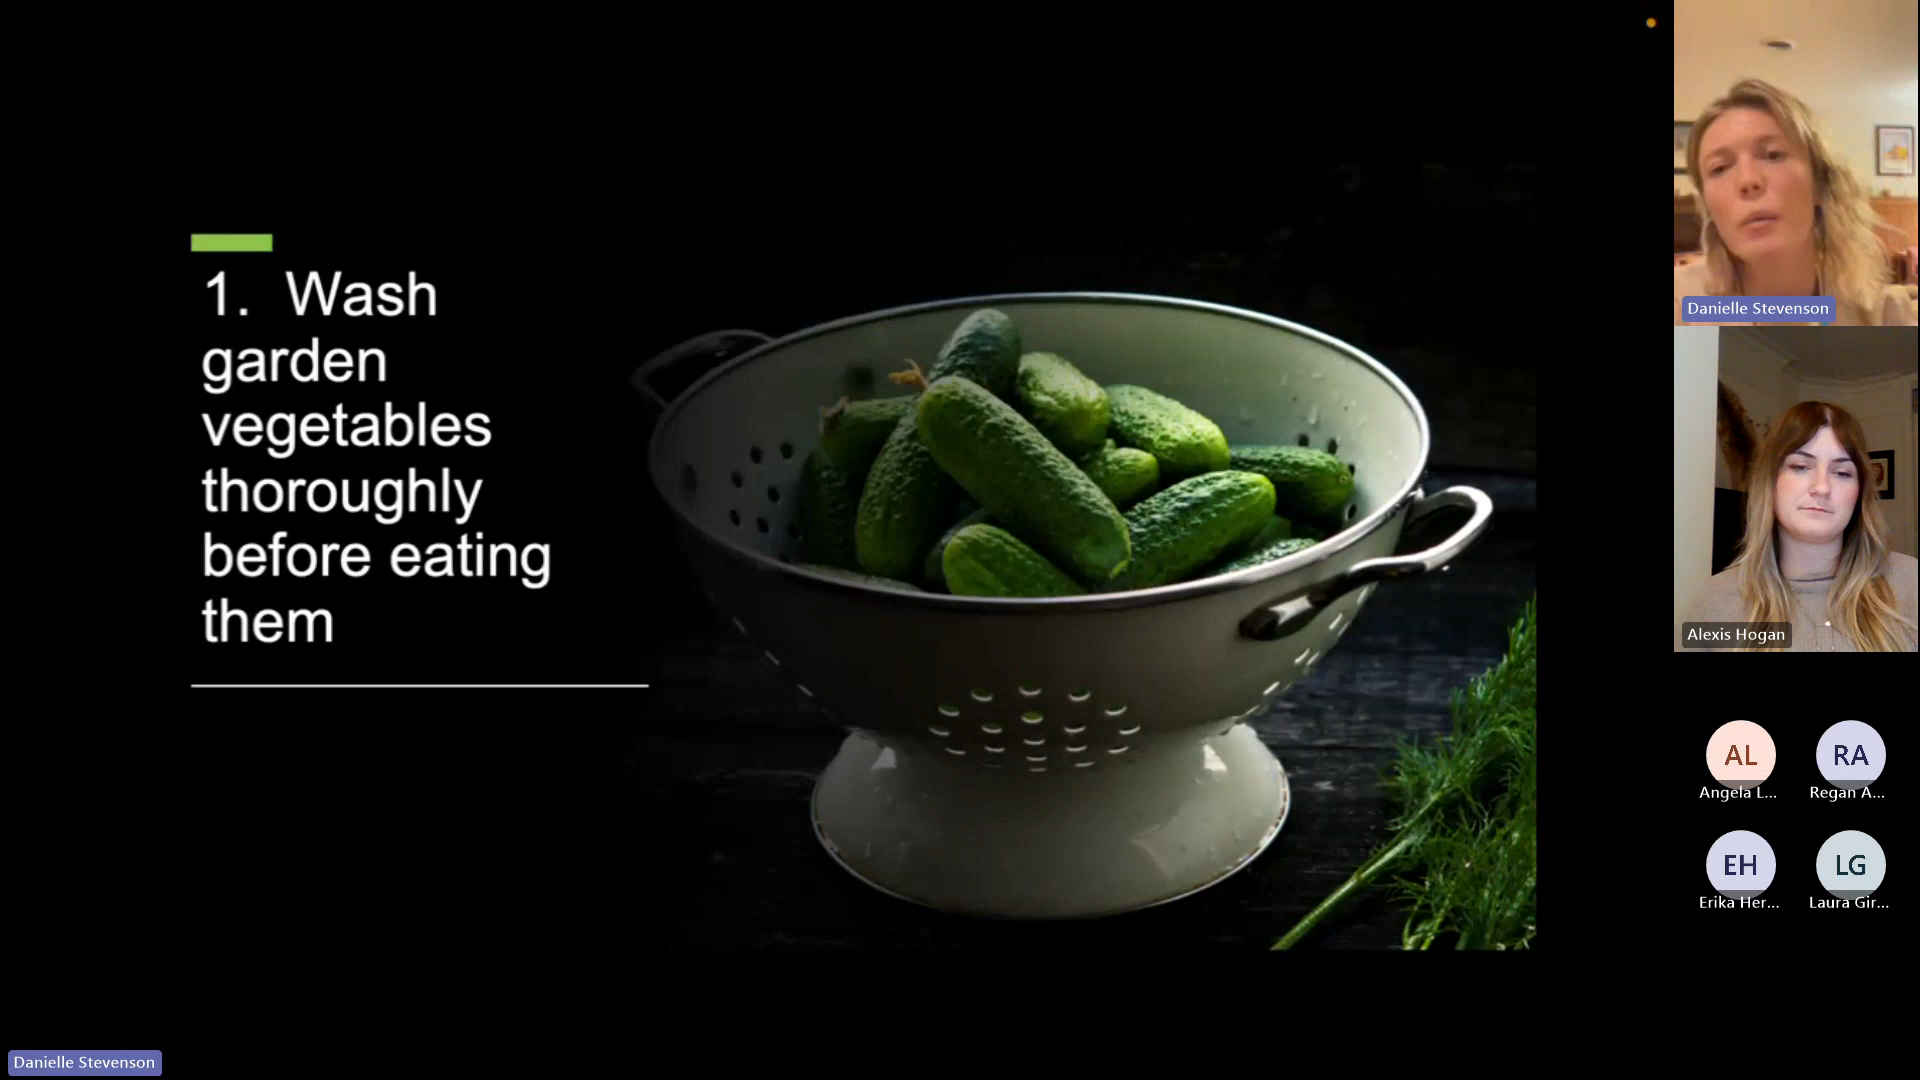 1. Wash
garden
vegetables
thoroughly
before eating
them
Danielle Stevenson
Alexis Hogan
AL
RA
Angela L...
Regan A...
EH
LG
Erika Her...
Laura Gir...
Danielle Stevenson